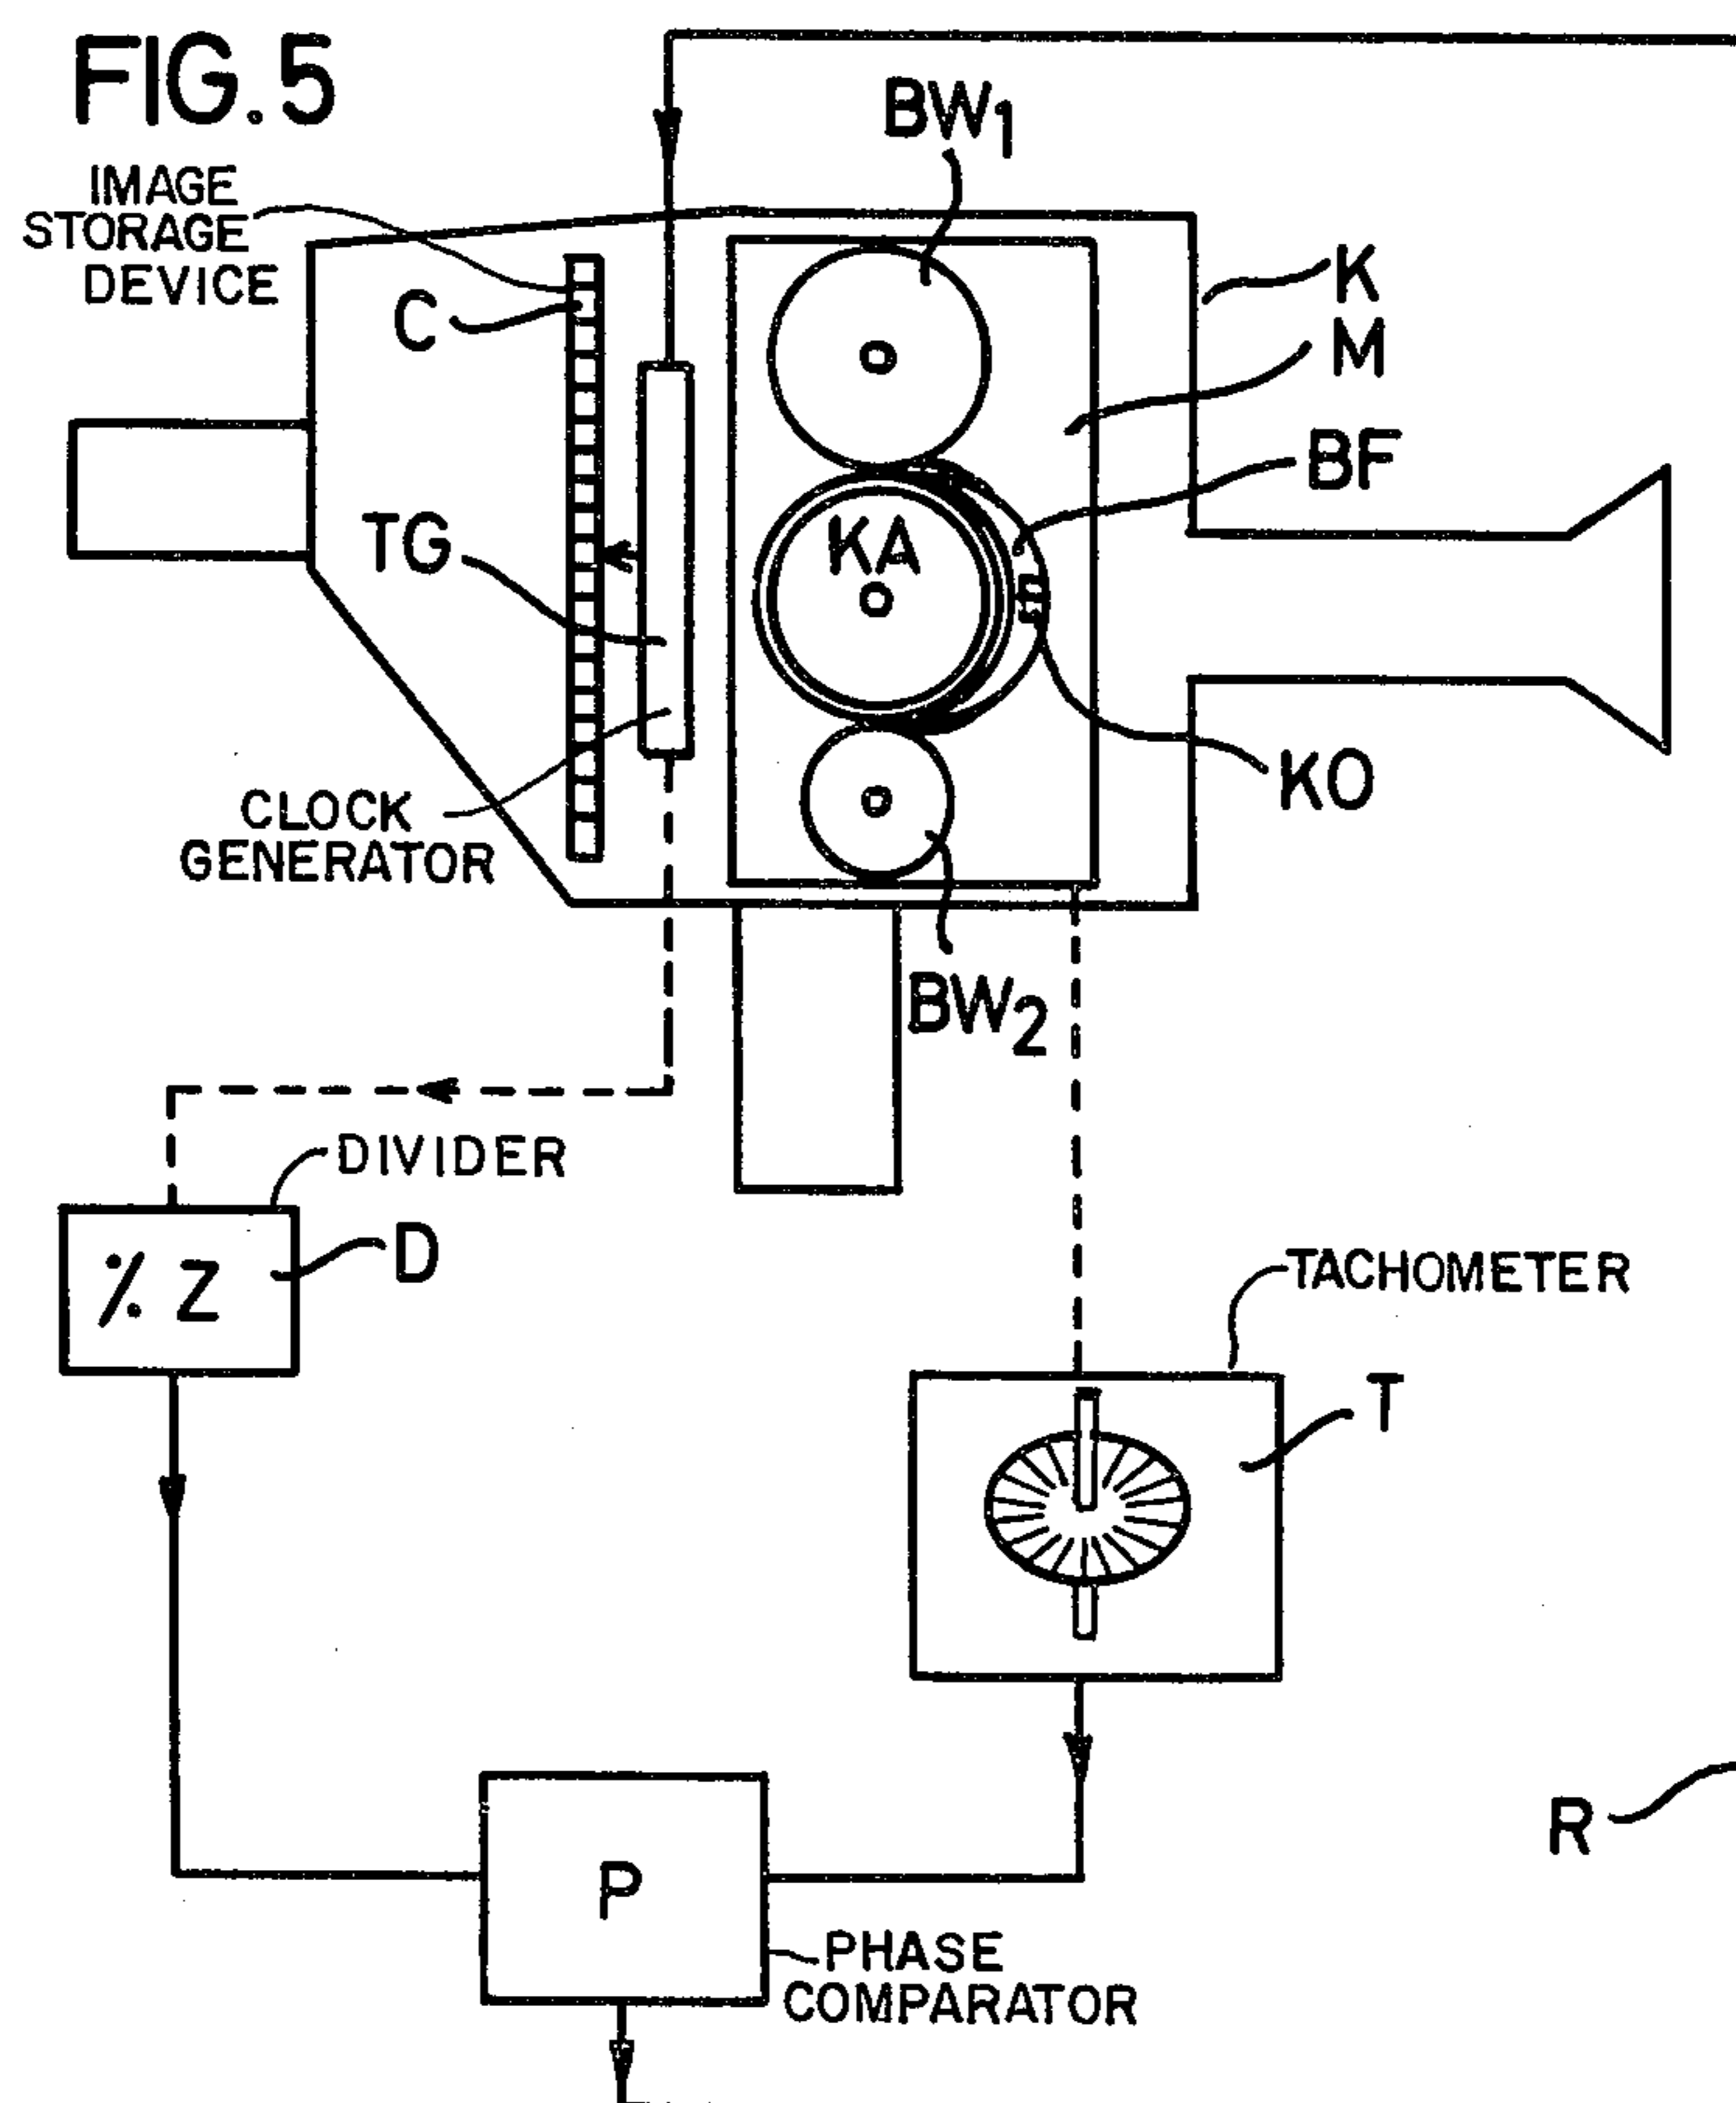 FIG. 5
BW1
IMAGE
STORAGE
DEVICE
C
K
M
BF
TG
KA
KO
CLOCK
GENERATOR
BW2
DIVIDER
% Z
D
TACHOMETER
T
R
P
PHASE
COMPARATOR